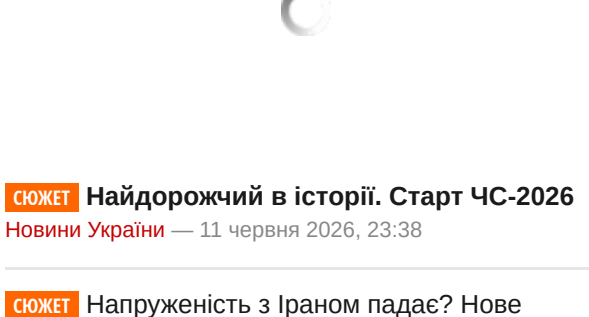 СЮЖЕТ Найдорожчий в історії. Старт ЧС-2026
Новини України — 11 червня 2026, 23:38
СЮЖЕТ Напруженість з Іраном падає? Нове